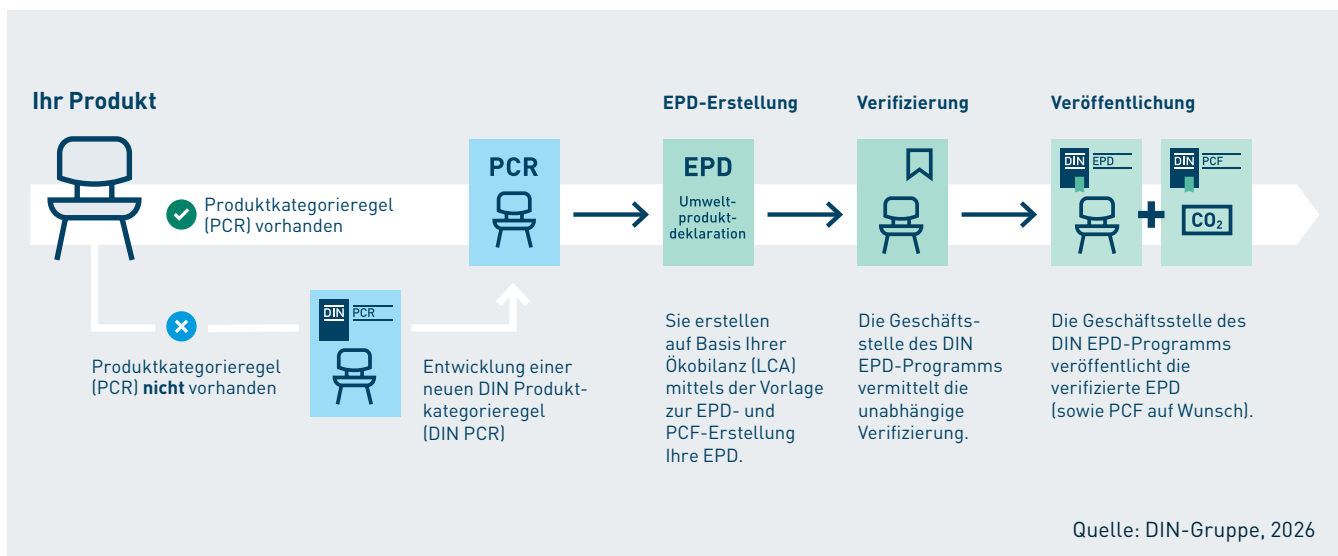 Ihr Produkt
Produktkategorieregel
(PCR) vorhanden
Produktkategorieregel
(PCR) nicht vorhanden
DIN PCR
Entwicklung einer
neuen DIN Produkt-
kategorieregel
(DIN PCR)
PCR
EPD-Erstellung
EPD
Umwelt-
produkt-
deklaration
Sie erstellen
auf Basis Ihrer
Ökobilanz (LCA)
mittels der Vorlage
zur EPD- und
PCF-Erstellung
Ihre EPD.
Verifizierung
Die Geschäfts-
stelle des DIN
EPD-Programms
vermittelt die
unabhängige
Verifizierung.
Veröffentlichung
DIN EPD
DIN PCF
CO₂
Die Geschäftsstelle des
DIN EPD-Programms
veröffentlicht die
verifizierte EPD
(sowie PCF auf Wunsch).
Quelle: DIN-Gruppe, 2026